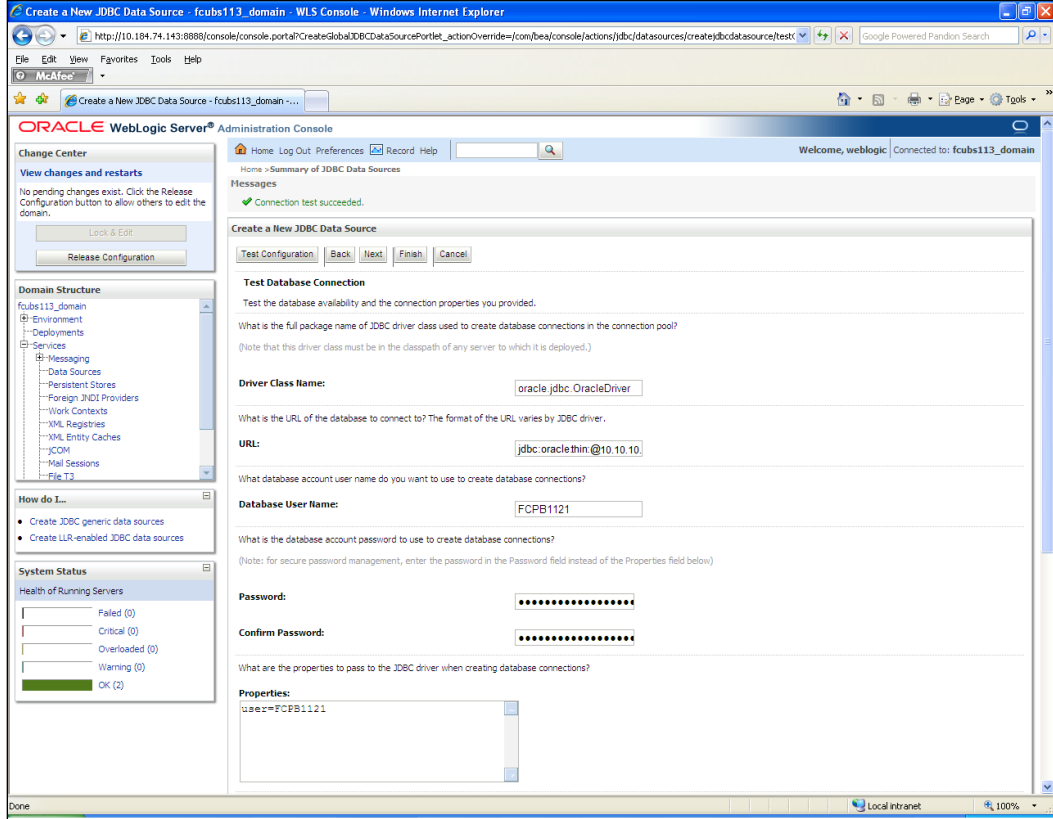 Create a New JDBC Data Source - fcubs113_domain - WLS Console - Windows Internet Explorer
http://10.184.74.143:8888/console/console.portal?CreateGlobalJDBCDataSourcePortlet_actionOverride=/com/bea/console/actions/jdbc/datasources/createjdbcdatasource/test(
Google Powered Pandion Search
File Edit View Favorites Tools Help
McAfee
Create a New JDBC Data Source - fcubs113_domain -...
Page Tools
ORACLE WebLogic Server® Administration Console
Change Center
View changes and restarts
No pending changes exist. Click the Release
Configuration button to allow others to edit the
domain.
Lock & Edit
Release Configuration
Domain Structure
fcubs113_domain
Environment
Deployments
Services
Messaging
Data Sources
Persistent Stores
Foreign JNDI Providers
Work Contexts
XML Registries
XML Entity Caches
jCOM
Mail Sessions
File T3
How do I...
Create JDBC generic data sources
Create LLR-enabled JDBC data sources
System Status
Health of Running Servers
Failed (0)
Critical (0)
Overloaded (0)
Warning (0)
OK (2)
Home Log Out Preferences Record Help
Welcome, weblogic Connected to: fcubs113_domain
Home >Summary of JDBC Data Sources
Messages
Connection test succeeded.
Create a New JDBC Data Source
Test Configuration Back Next Finish Cancel
Test Database Connection
Test the database availability and the connection properties you provided.
What is the full package name of JDBC driver class used to create database connections in the connection pool?
(Note that this driver class must be in the classpath of any server to which it is deployed.)
Driver Class Name: oracle.jdbc.OracleDriver
What is the URL of the database to connect to? The format of the URL varies by JDBC driver.
URL: jdbc:oracle:thin:@10.10.10.
What database account user name do you want to use to create database connections?
Database User Name: FCPB1121
What is the database account password to use to create database connections?
(Note: for secure password management, enter the password in the Password field instead of the Properties field below)
Password:
Confirm Password:
What are the properties to pass to the JDBC driver when creating database connections?
Properties:
user=FCPB1121
Done
Local intranet
100%